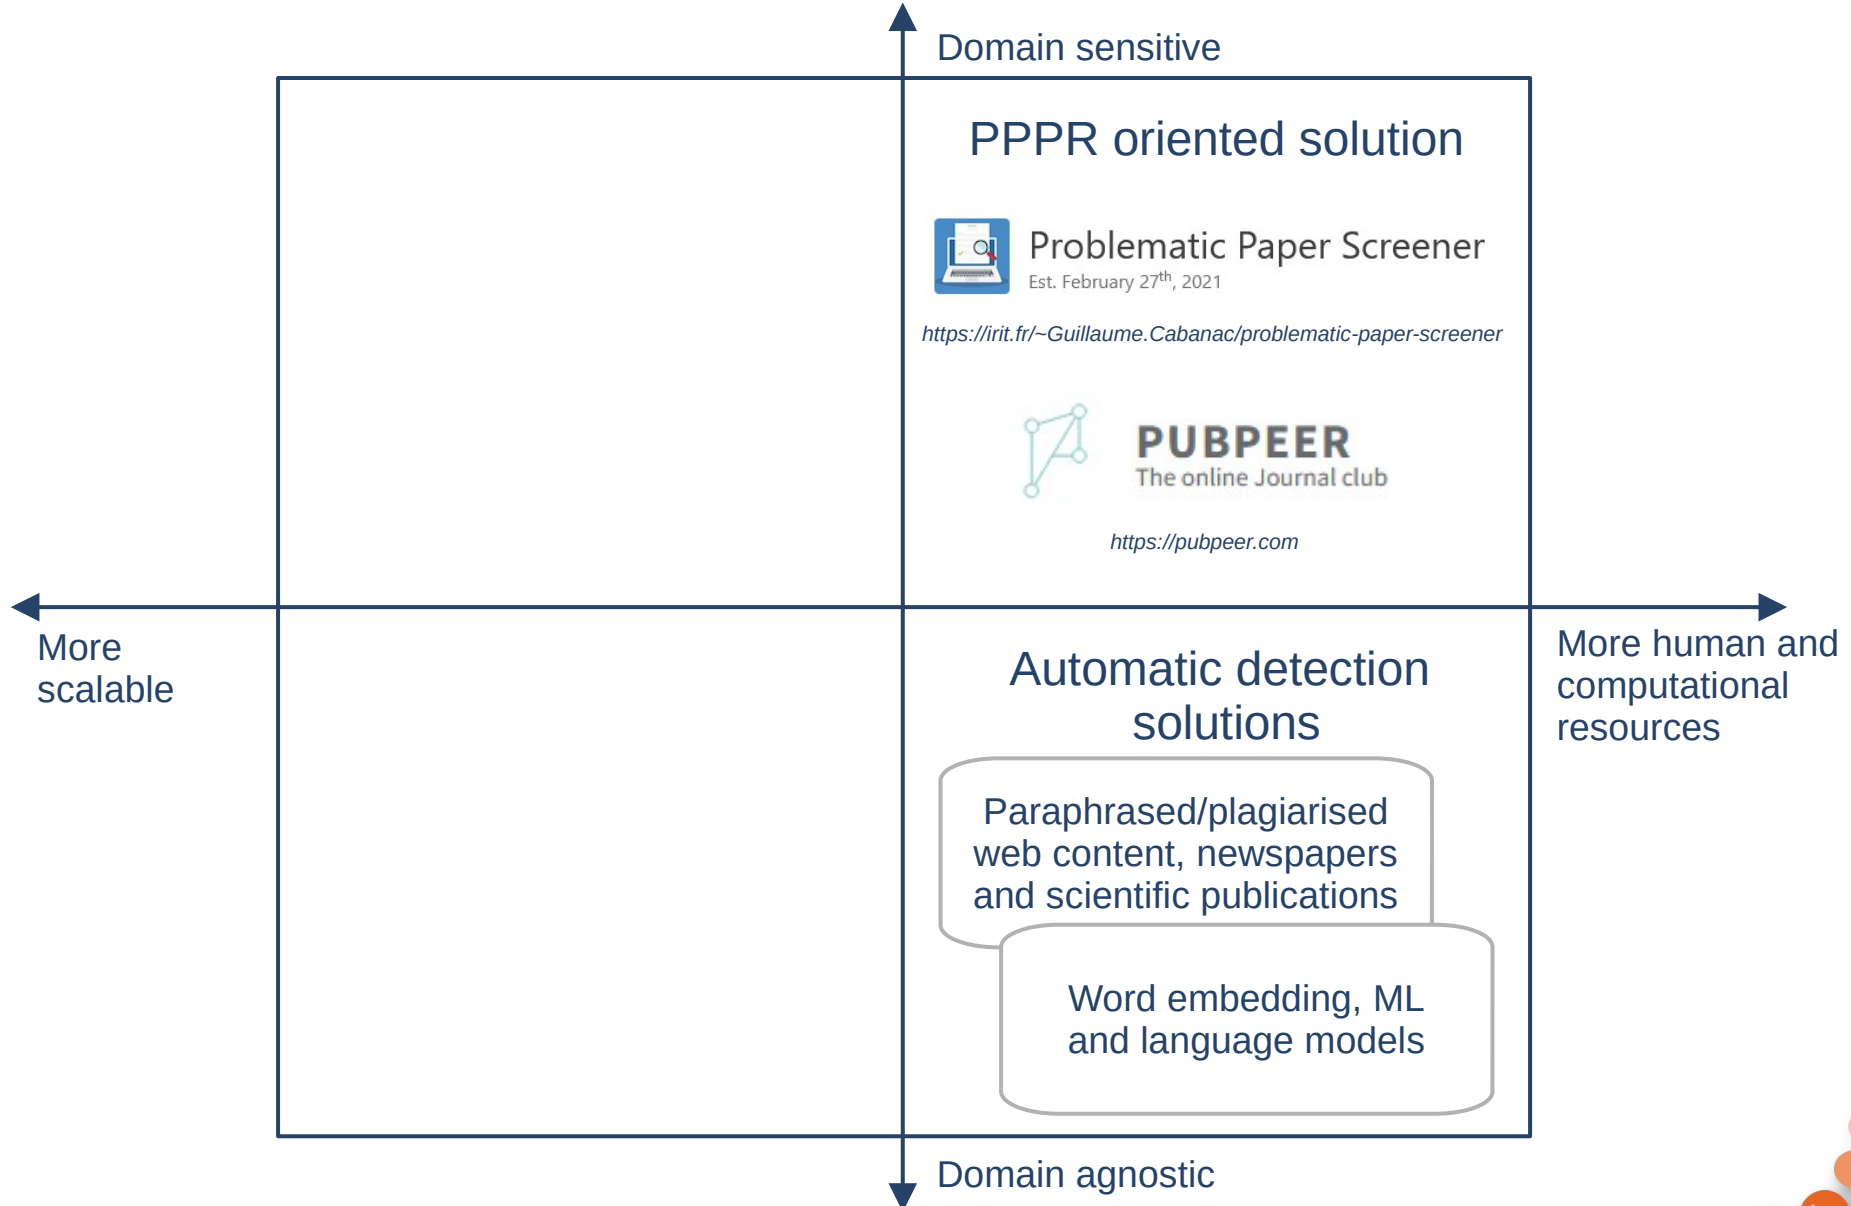 Domain sensitive
PPPR oriented solution
Problematic Paper Screener
Est. February 27th, 2021
https://irit.fr/~Guillaume.Cabanac/problematic-paper-screener
PUBPEER
The online Journal club
https://pubpeer.com
More
scalable
More human and
computational
resources
Automatic detection
solutions
Paraphrased/plagiarised
web content, newspapers
and scientific publications
Word embedding, ML
and language models
Domain agnostic